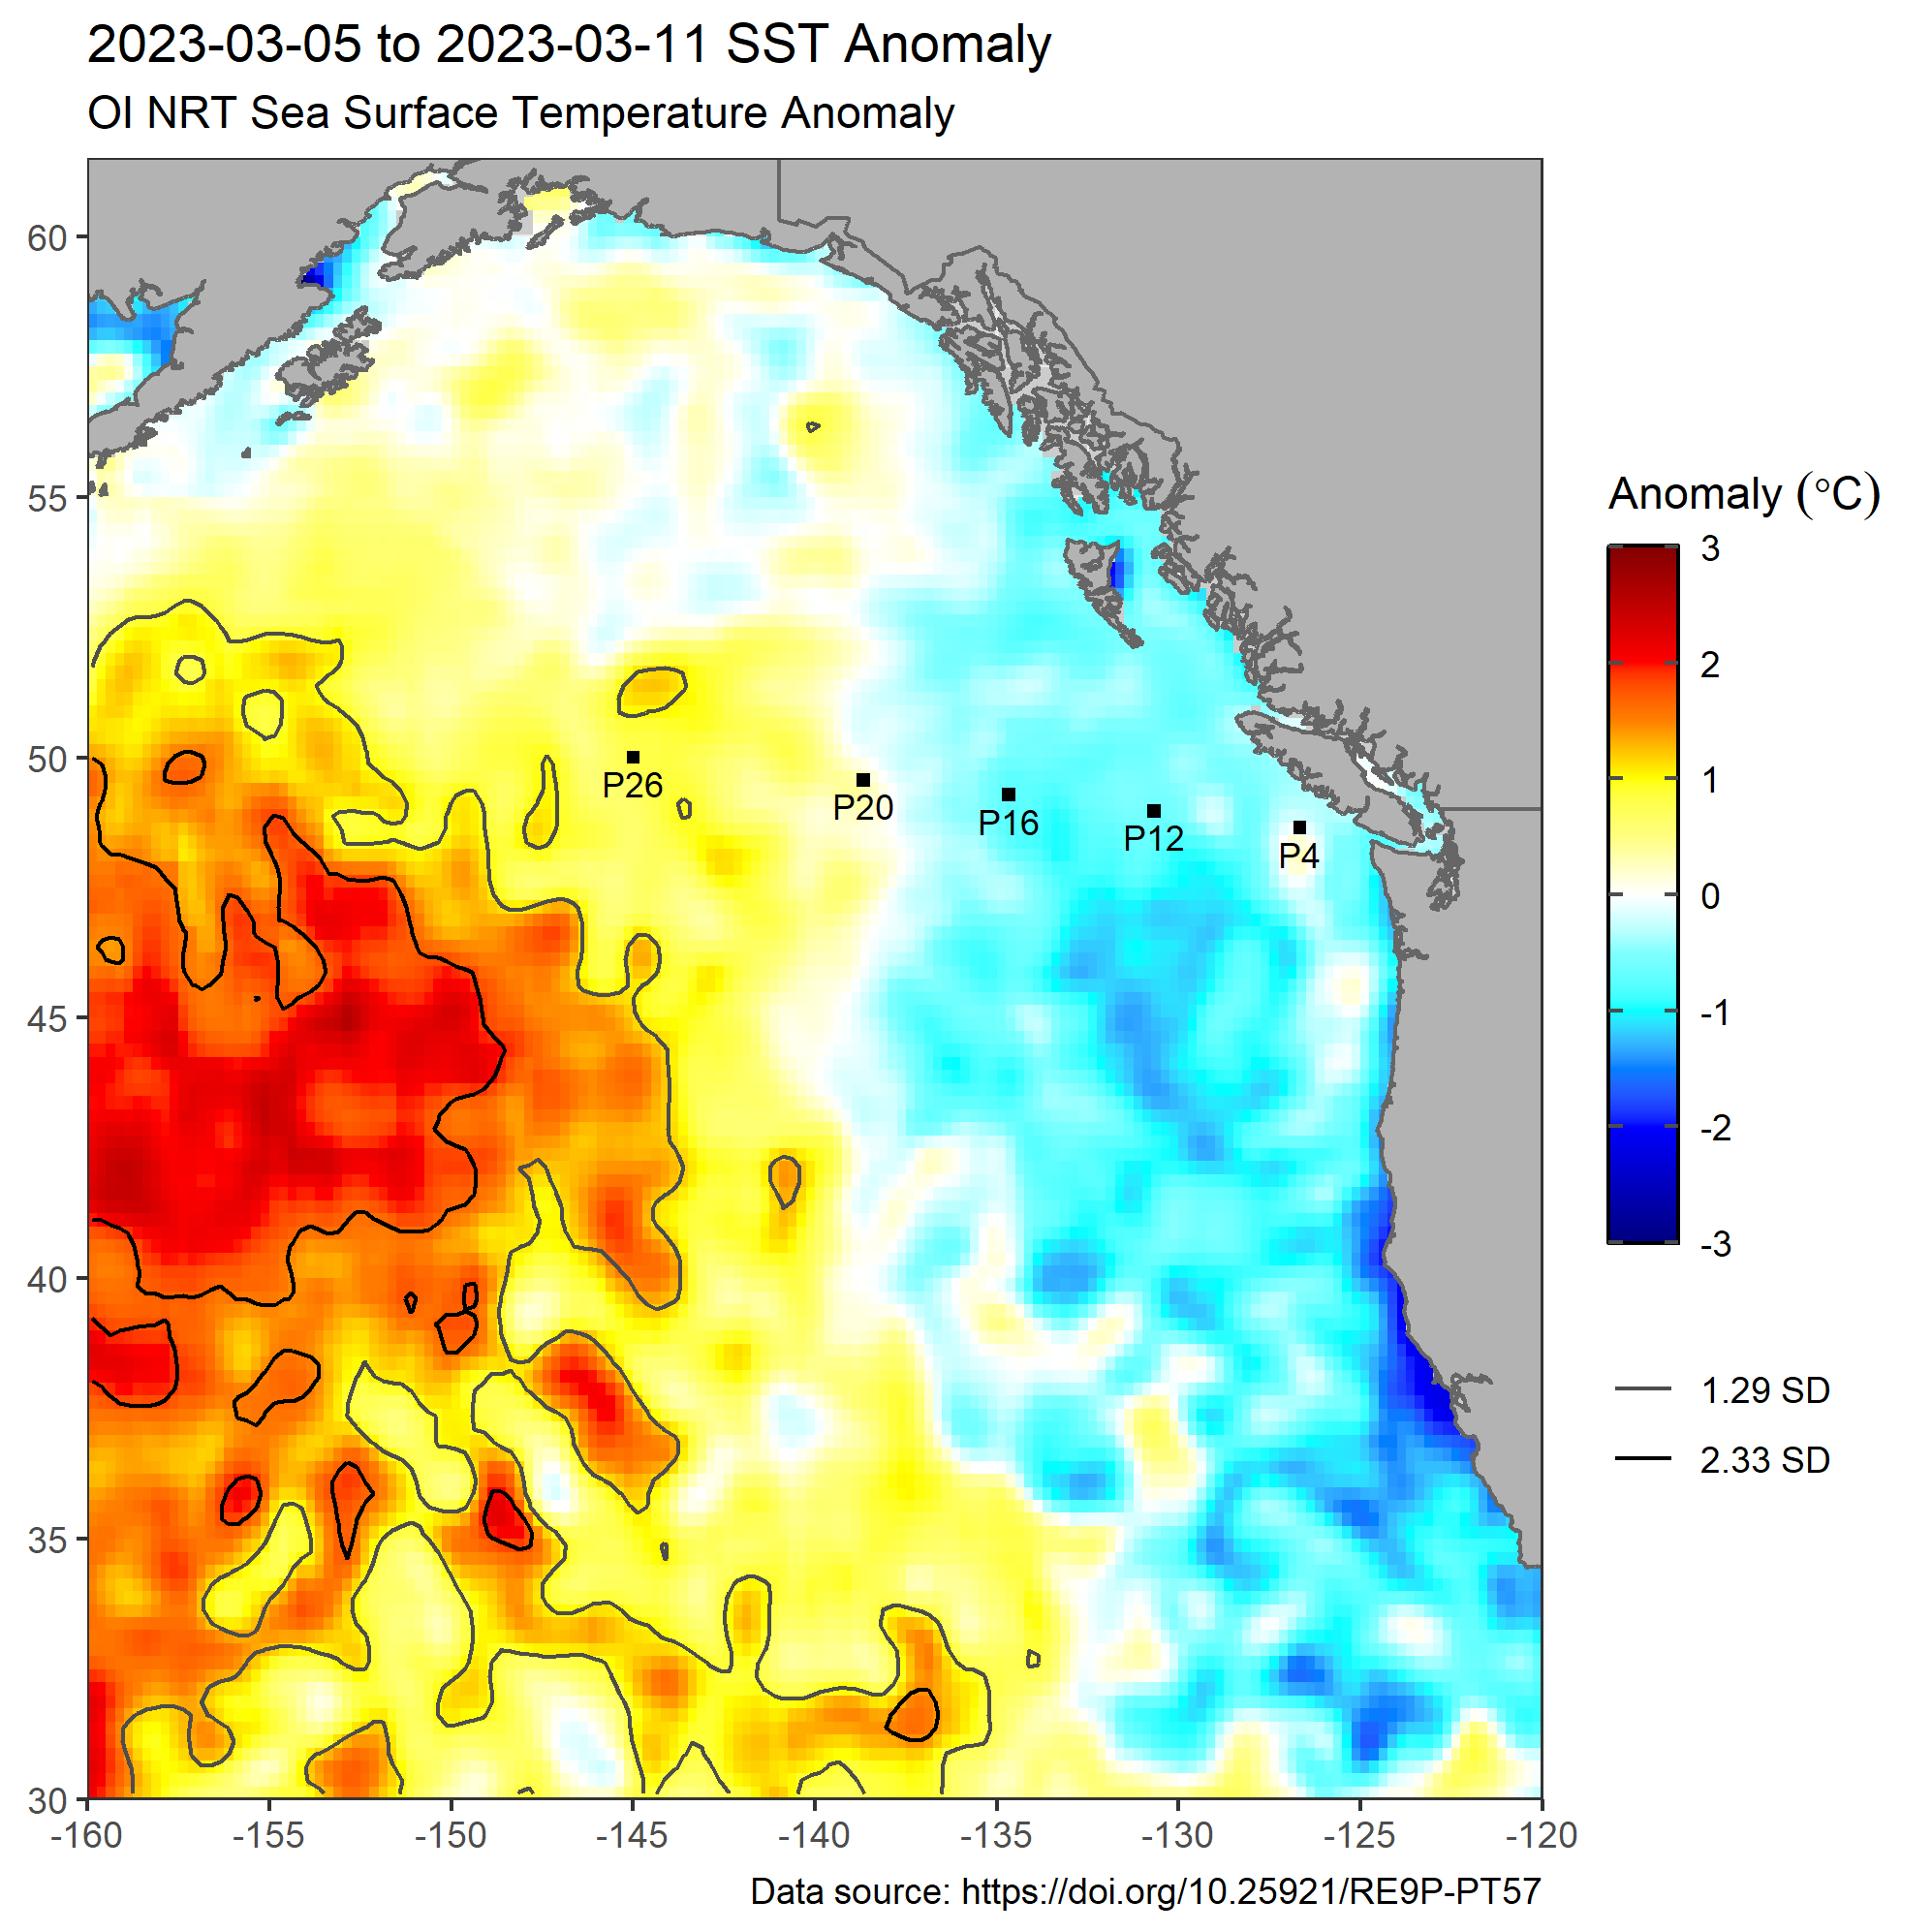 2023-03-05 to 2023-03-11 SST Anomaly
OI NRT Sea Surface Temperature Anomaly
60
55
50
45
40
35
30
-160
-155
-150
-145
-140
-135
-130
-125
-120
P26
P20
P16
P12
P4
Anomaly (°C)
3
2
1
0
-1
-2
-3
1.29 SD
2.33 SD
Data source: https://doi.org/10.25921/RE9P-PT57